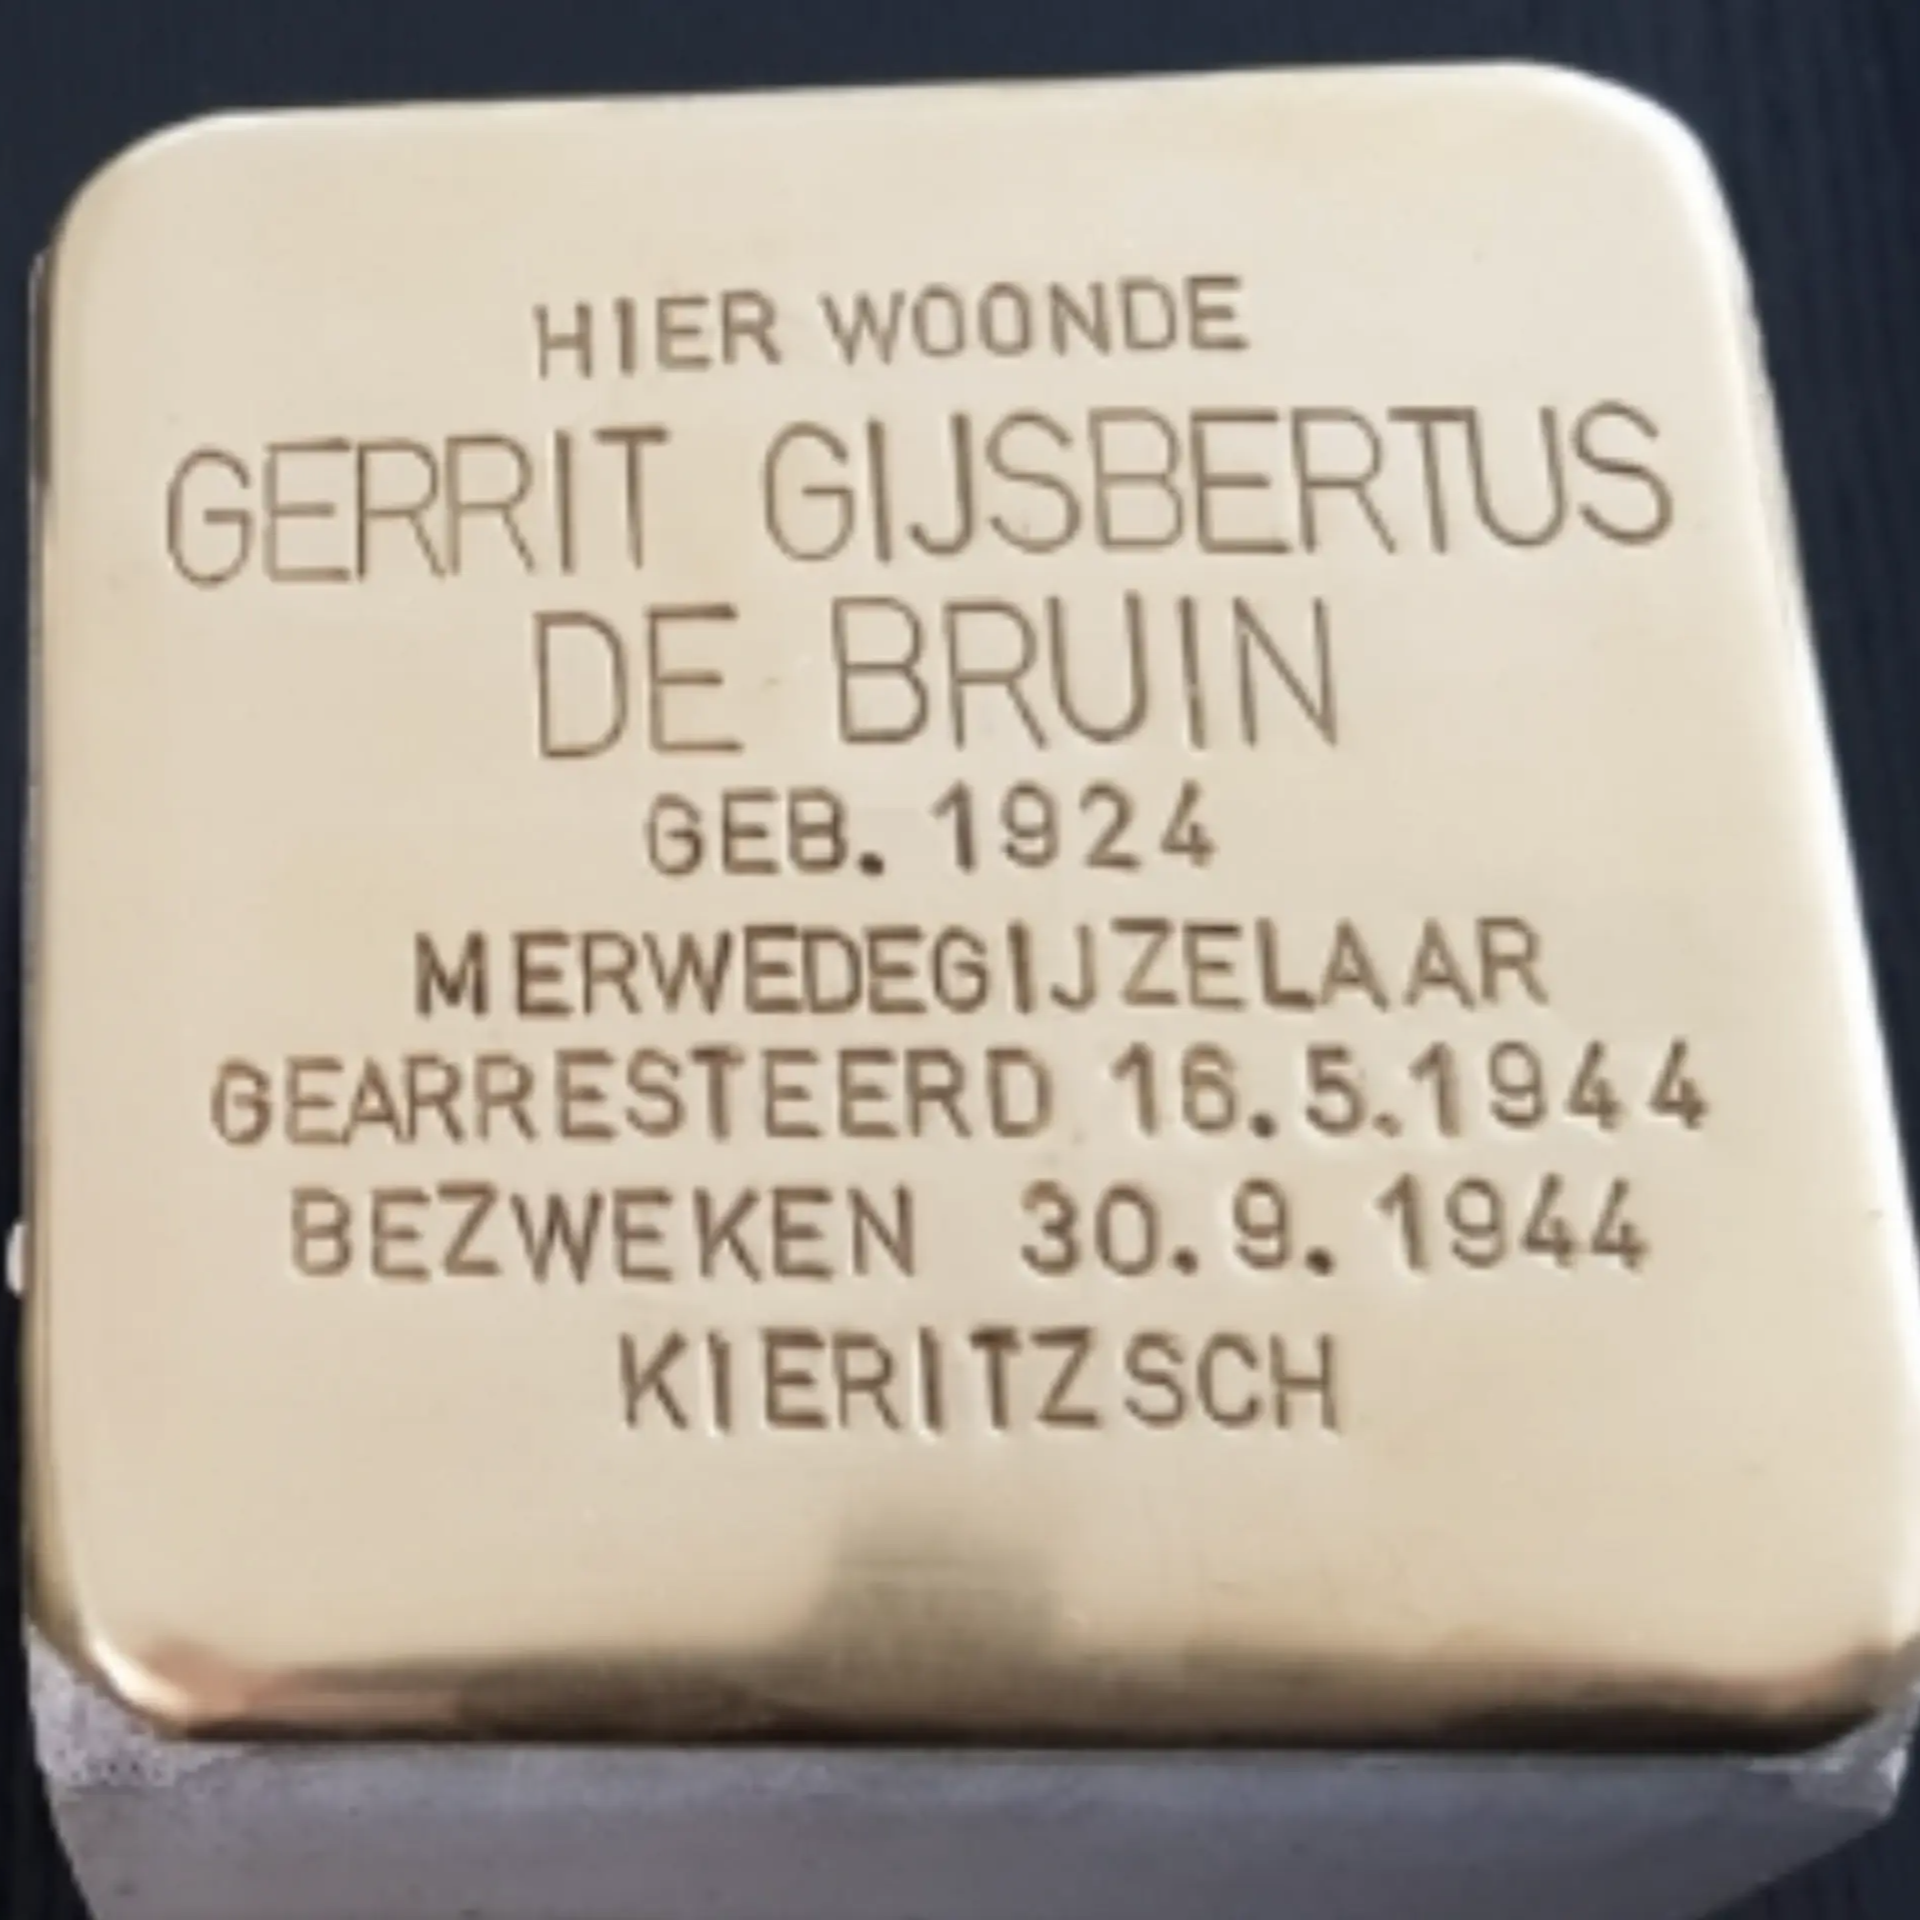 HIER WOONDE
GERRIT GIJSBERTUS
DE BRUIN
GEB. 1924
MERWEDEGIJZELAAR
GEARRESTEERD 16.5.1944
BEZWEKEN 30.9.1944
KIERITZSCH